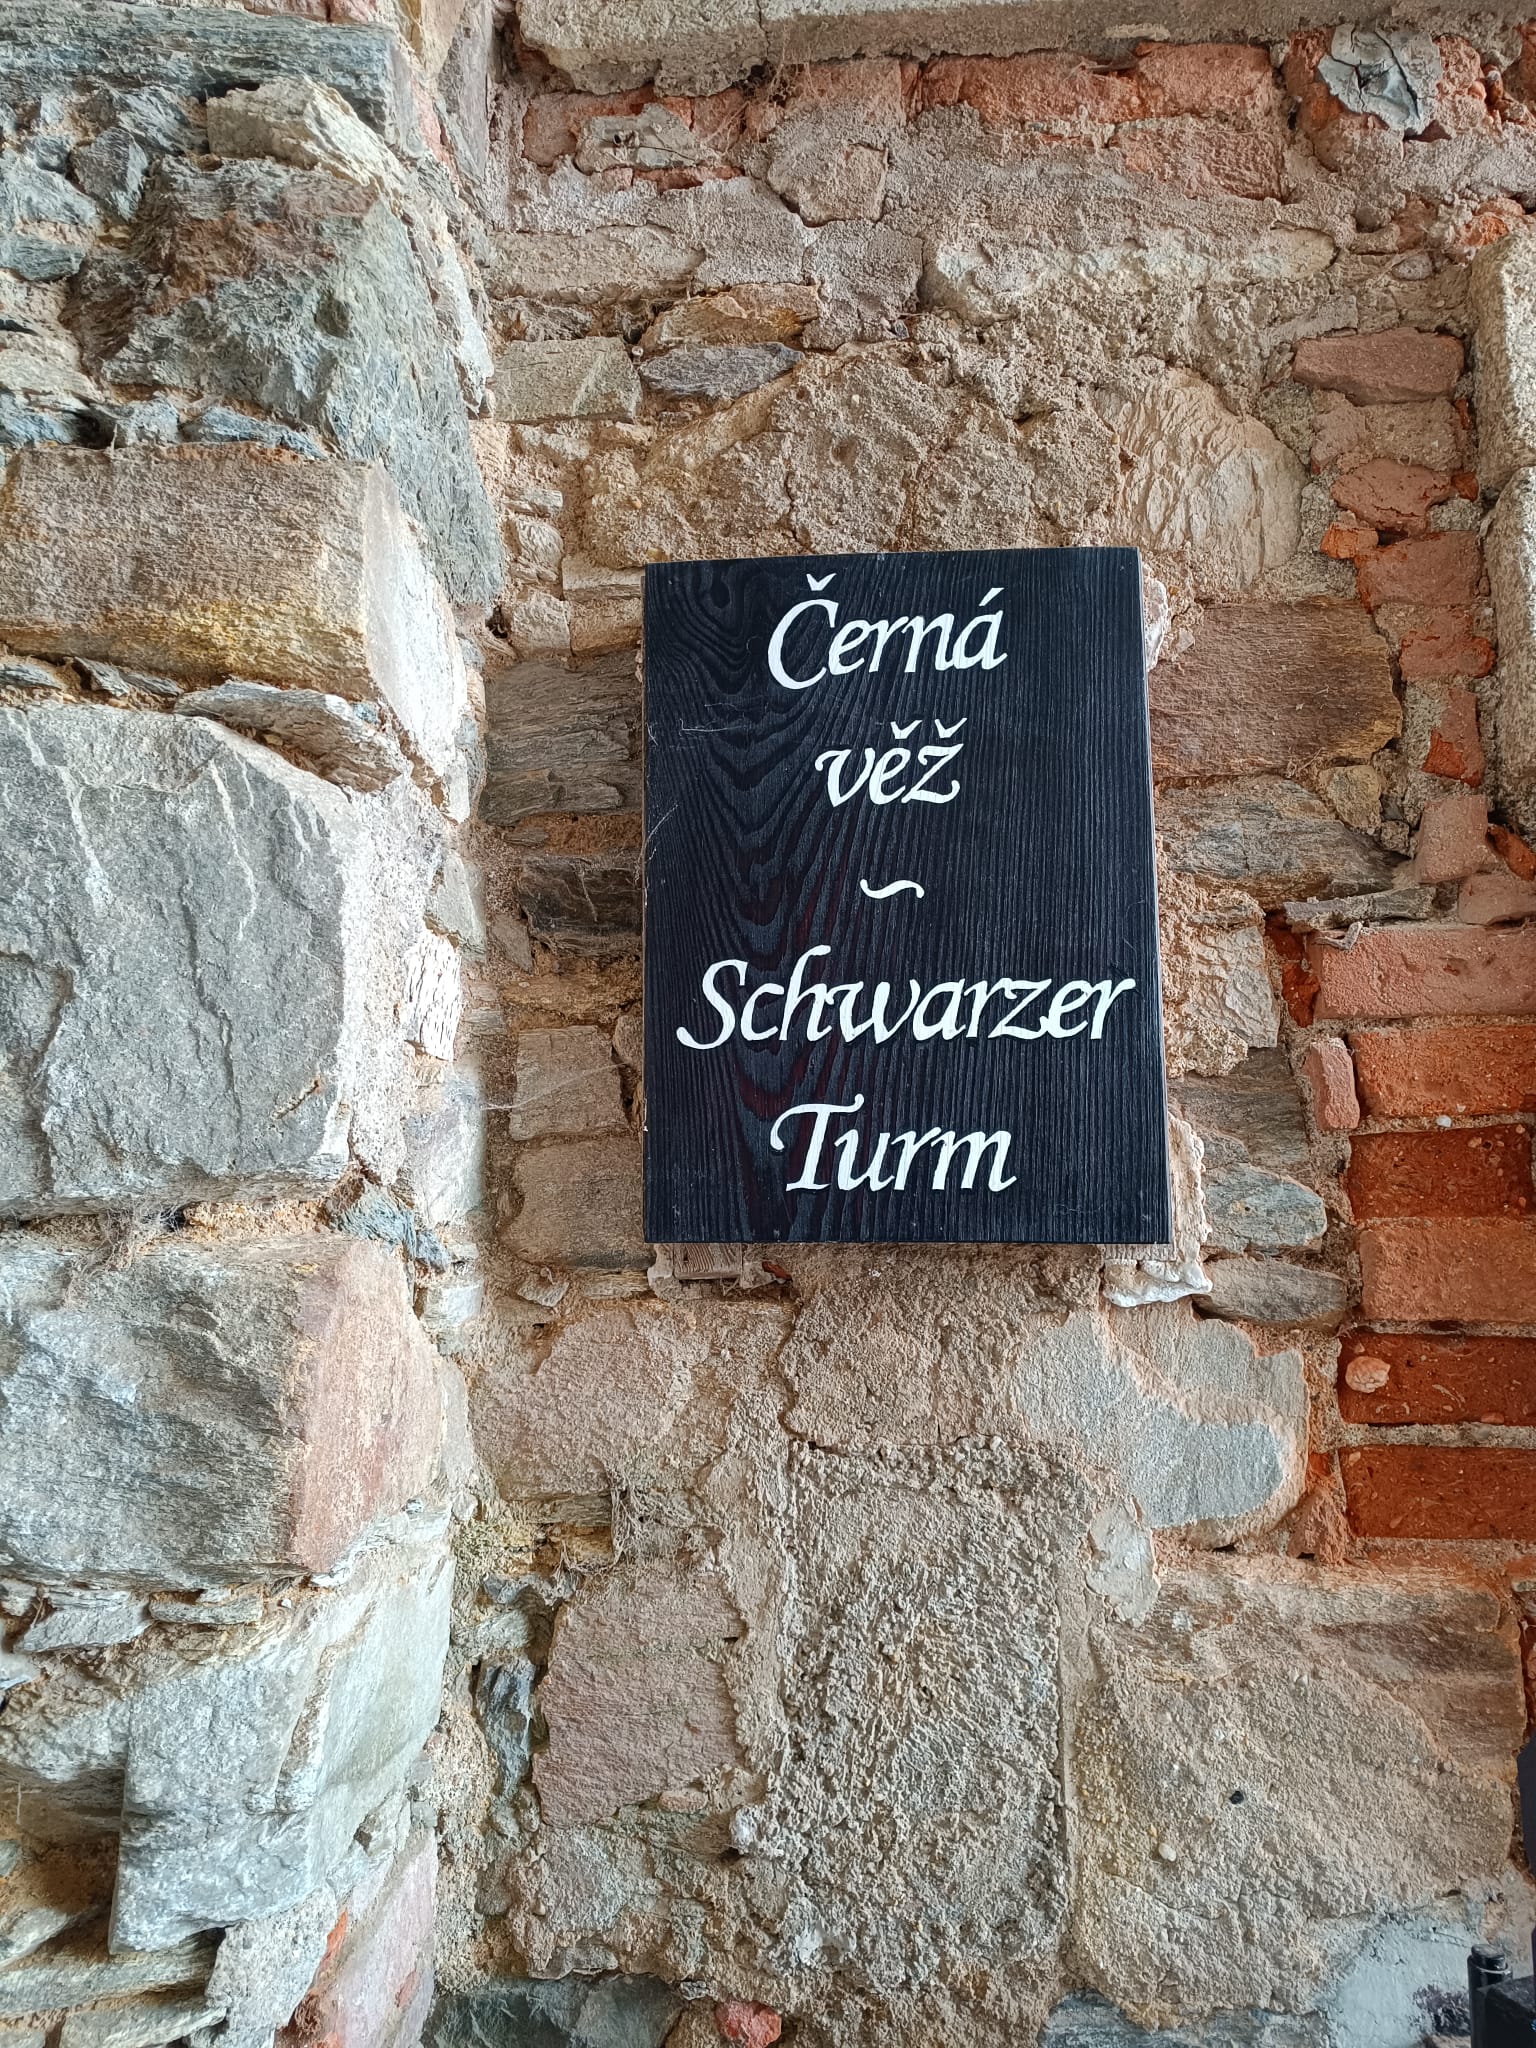 Černá
věž
~
Schwarzer
Turm